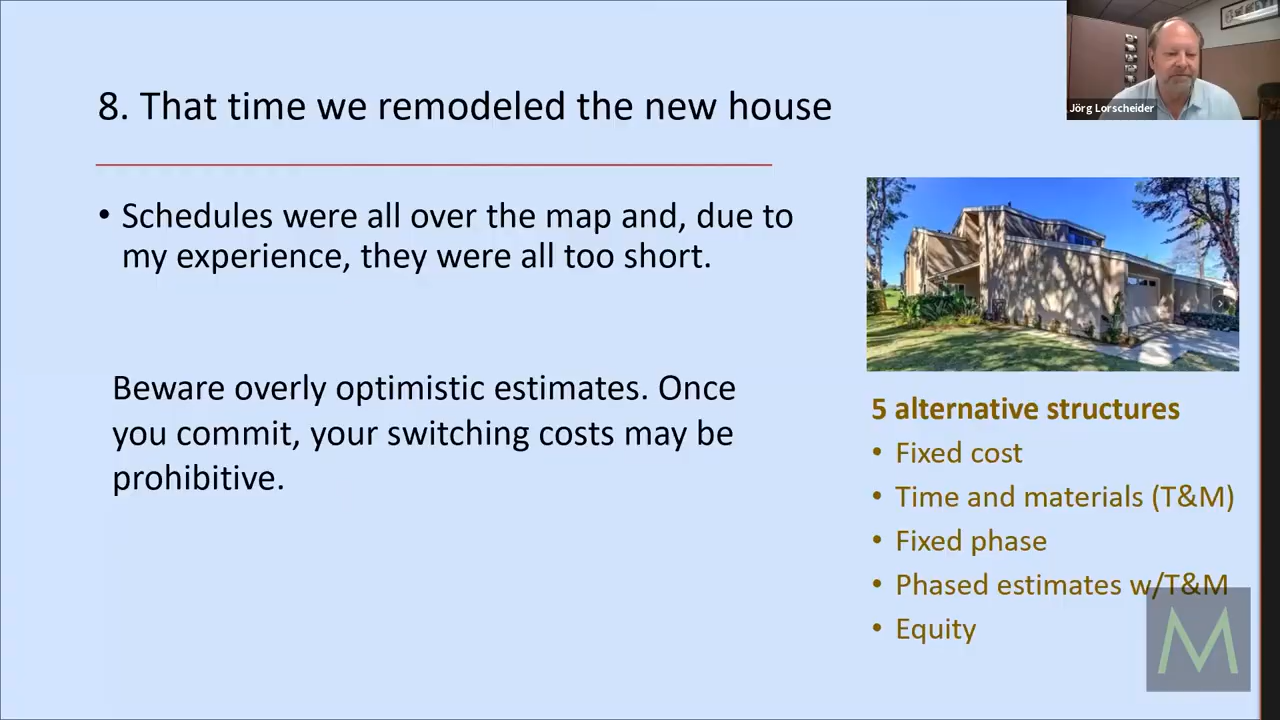 8. That time we remodeled the new house
Jörg Lorscheider
• Schedules were all over the map and, due to
my experience, they were all too short.
Beware overly optimistic estimates. Once
you commit, your switching costs may be
prohibitive.
5 alternative structures
• Fixed cost
• Time and materials (T&M)
• Fixed phase
• Phased estimates w/T&M
• Equity
M